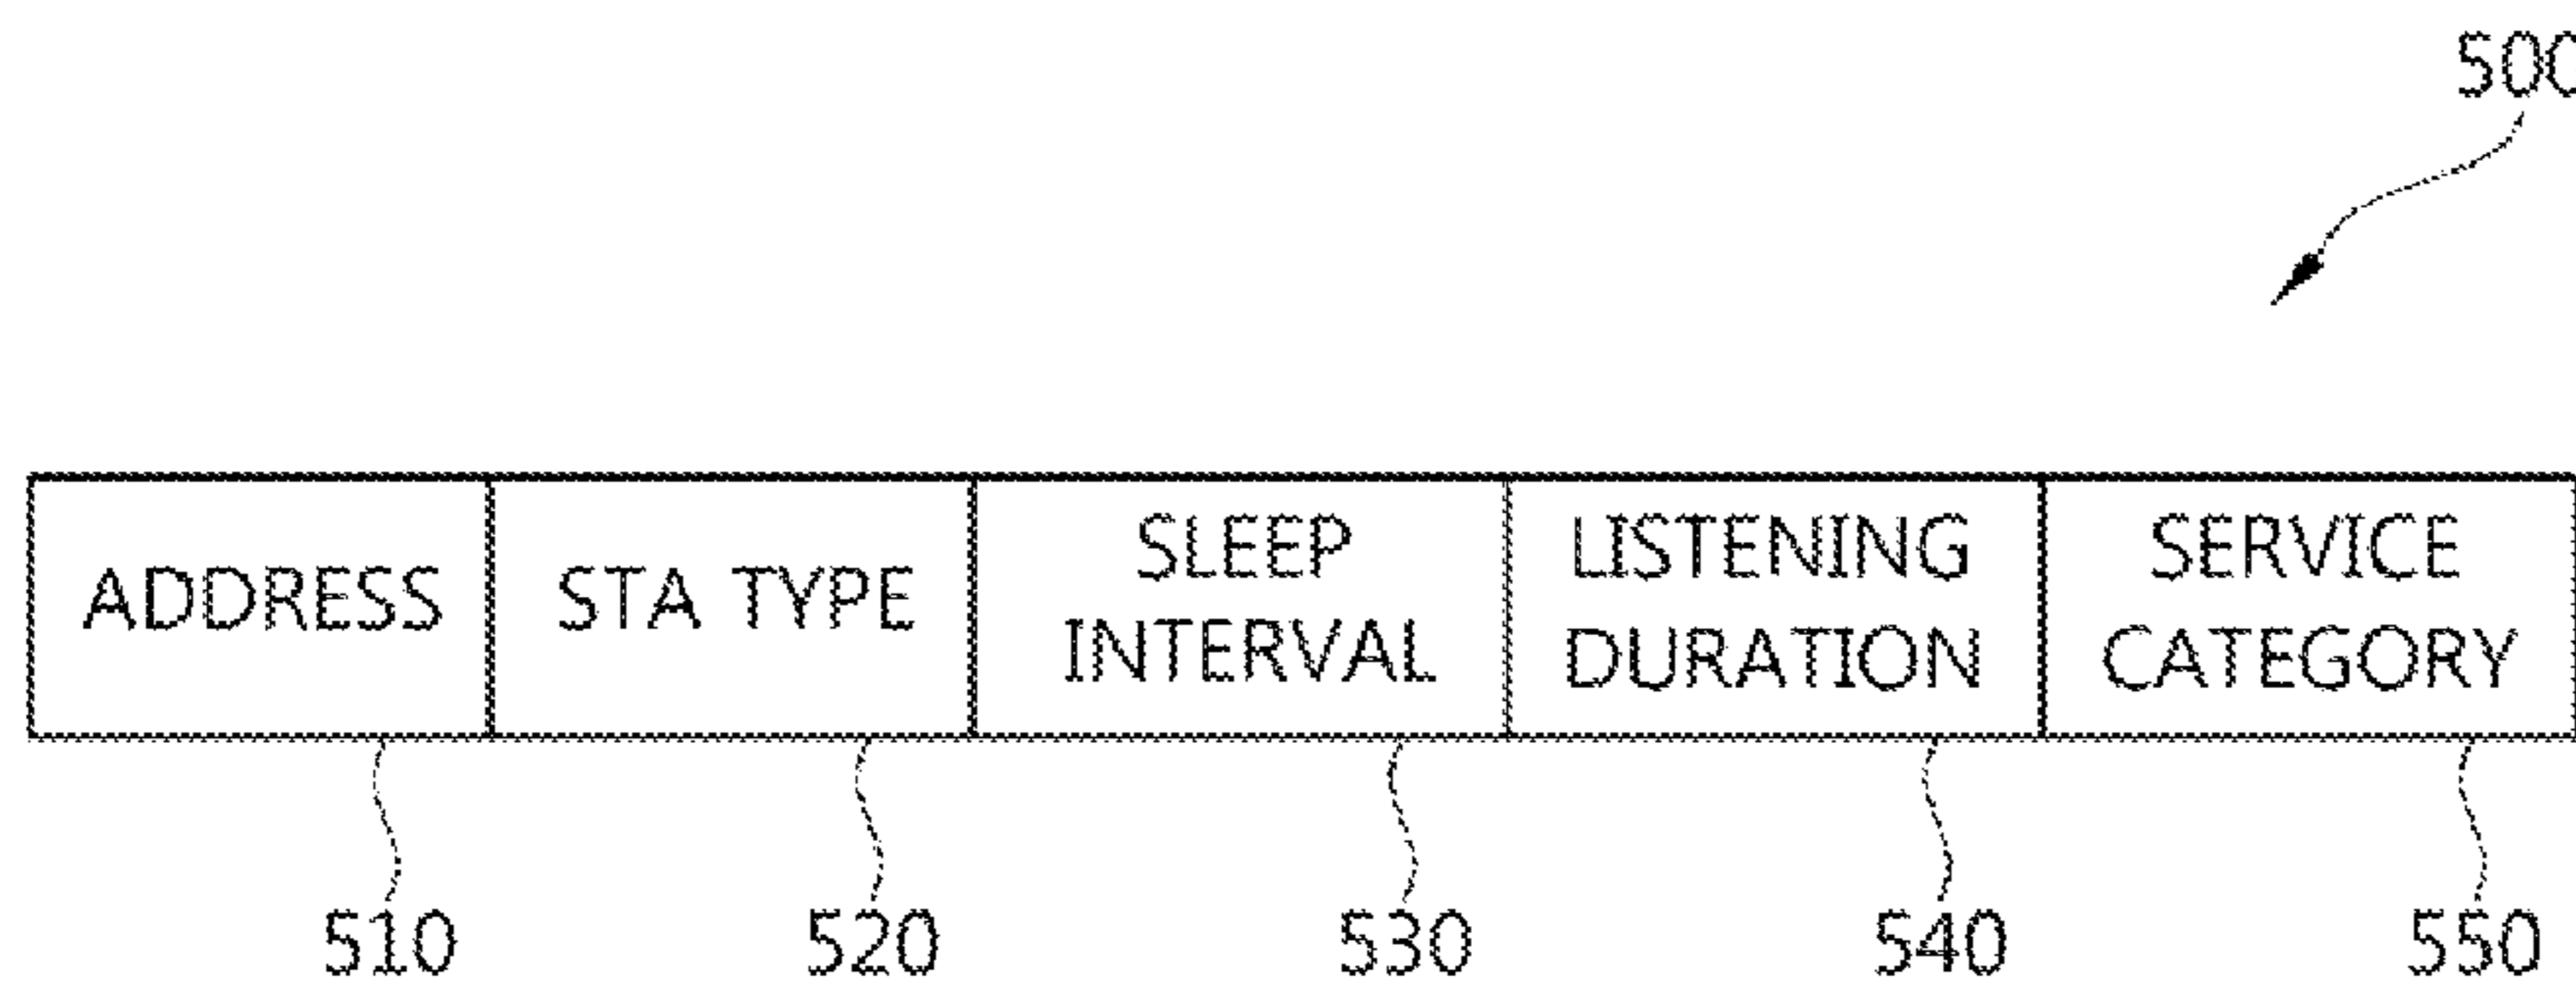 500
ADDRESS
STA TYPE
SLEEP
INTERVAL
LISTENING
DURATION
SERVICE
CATEGORY
510
520
530
540
550